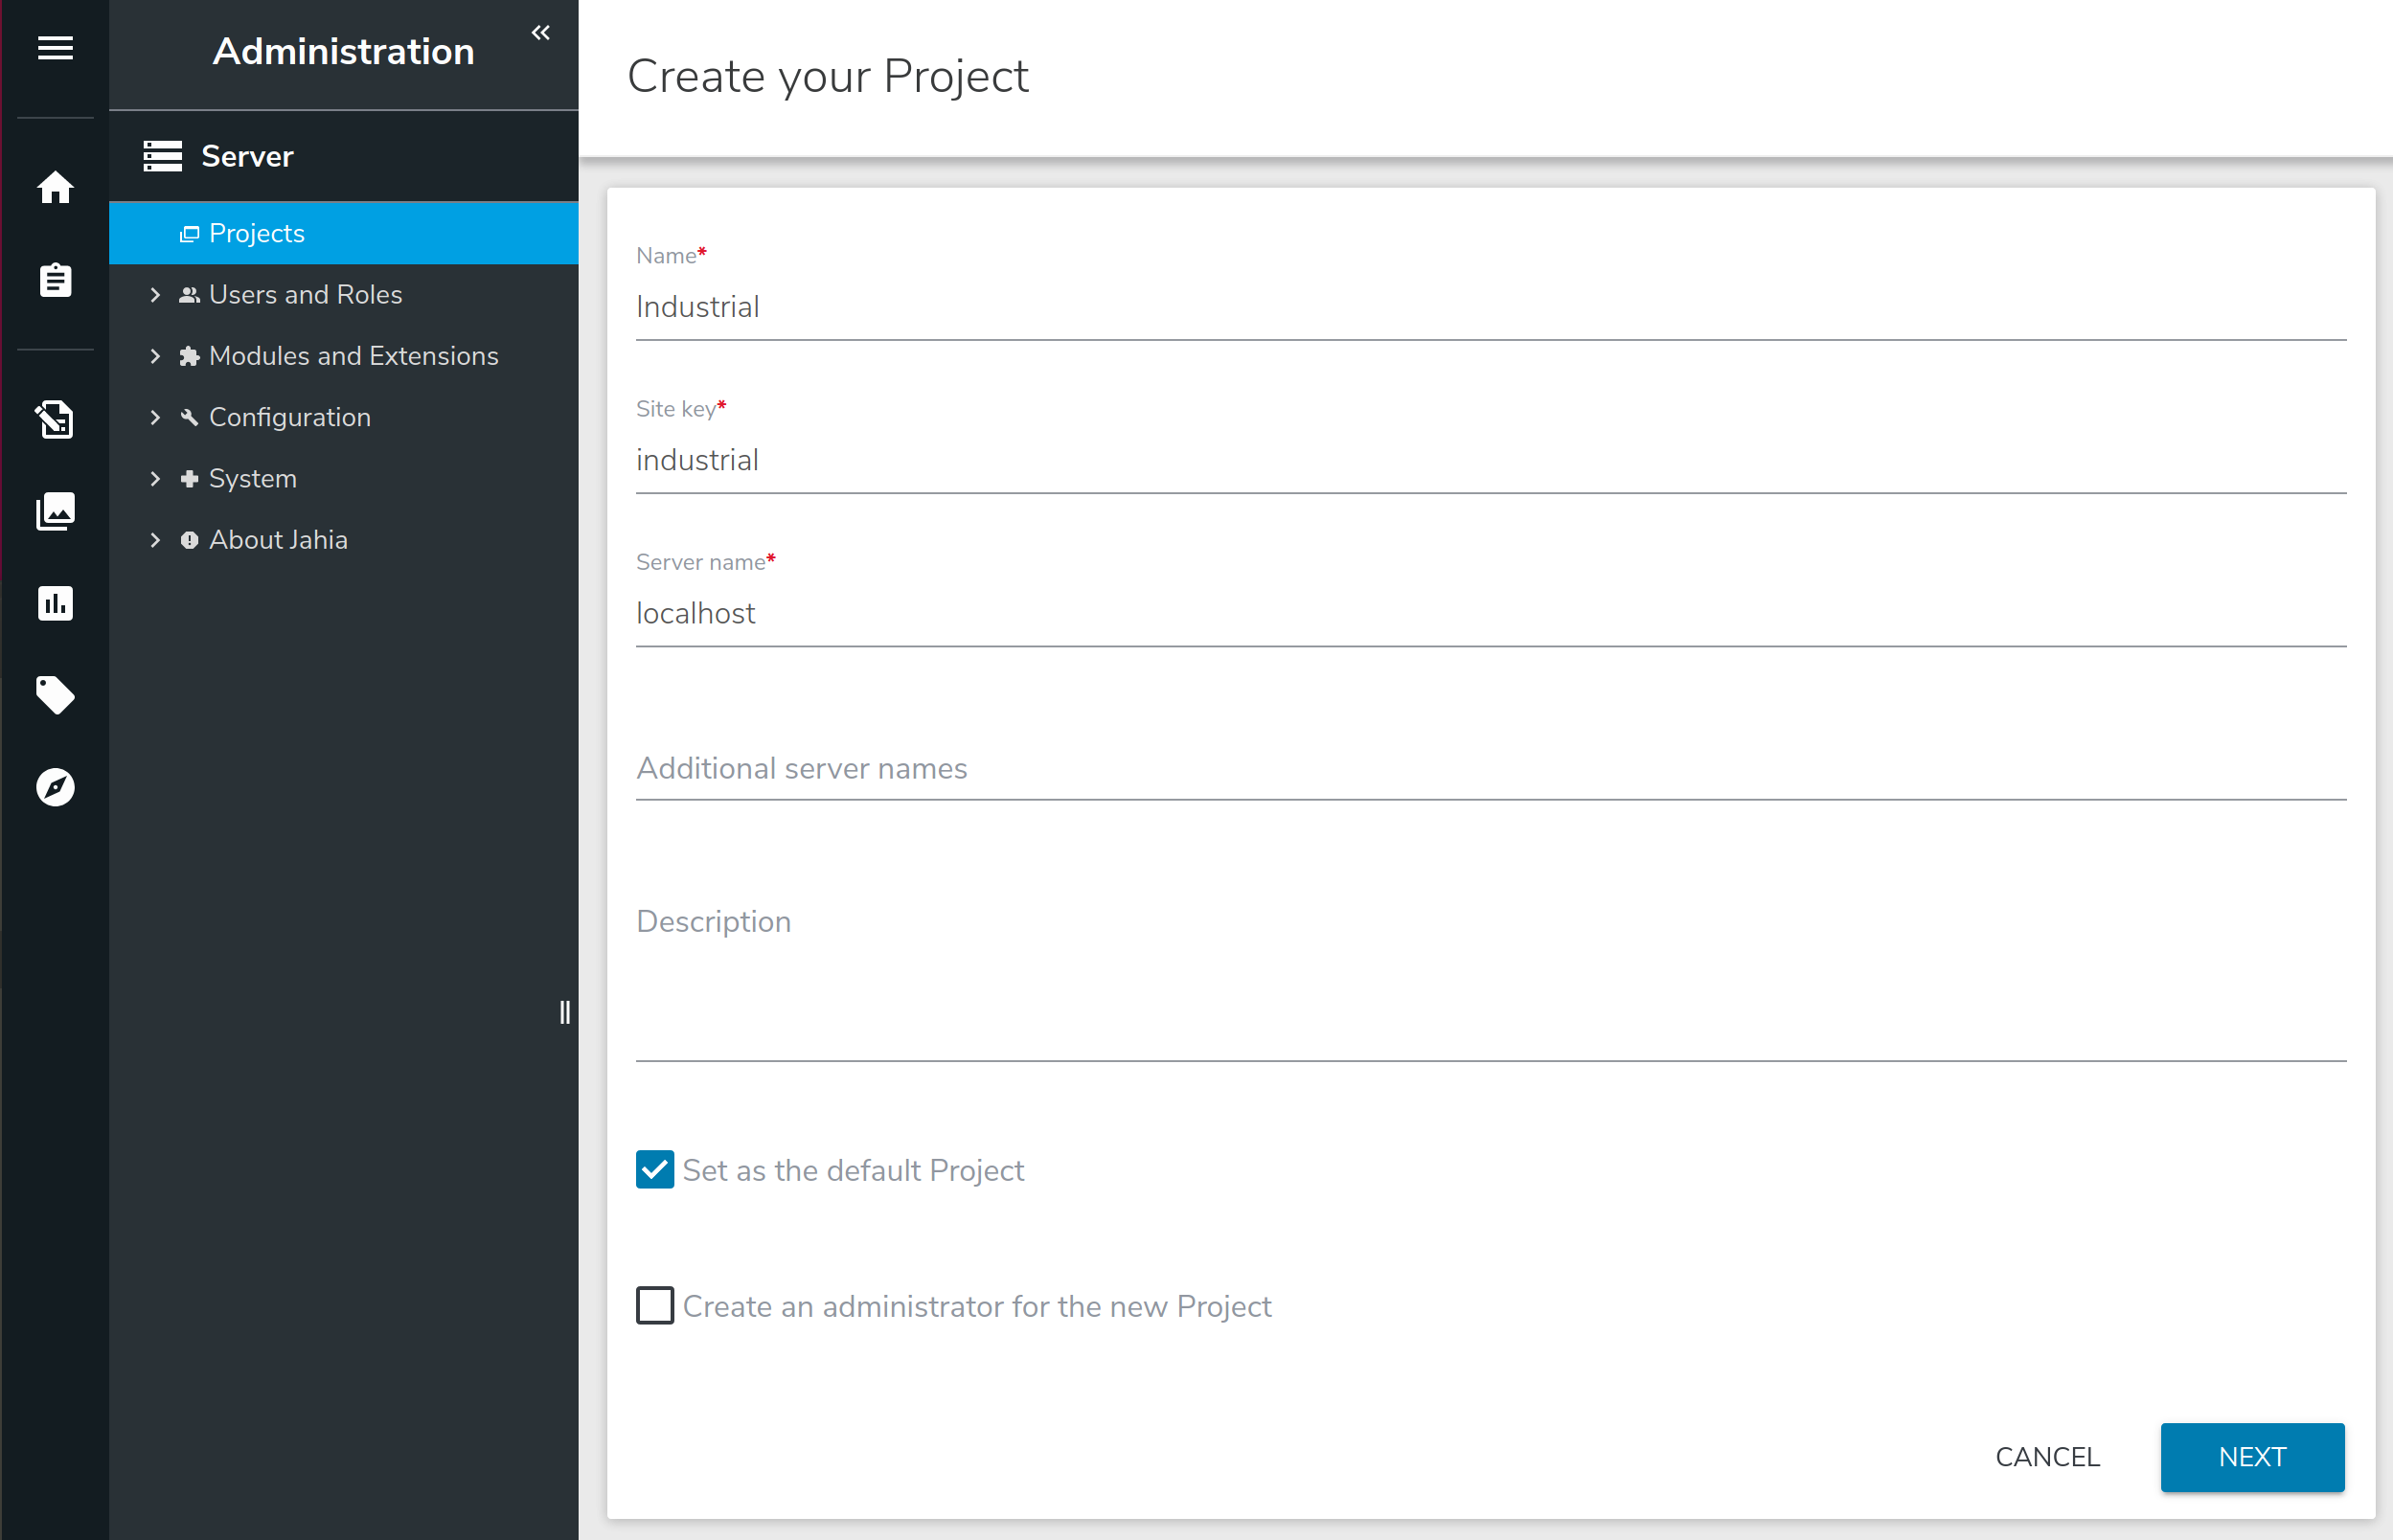 Administration
Server
Projects
Users and Roles
Modules and Extensions
Configuration
System
About Jahia
Create your Project
Name*
Industrial
Site key*
industrial
Server name*
localhost
Additional server names
Description
Set as the default Project
Create an administrator for the new Project
CANCEL
NEXT